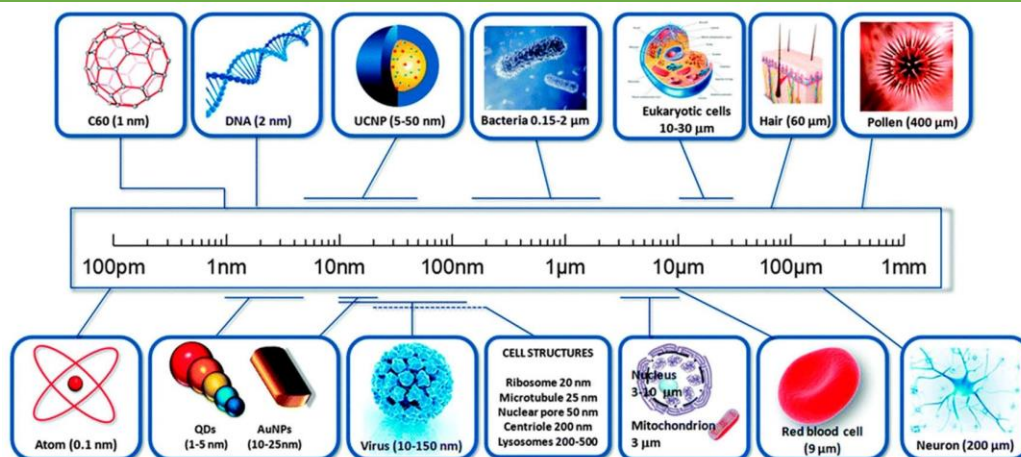 C60 (1 nm)
DNA (2 nm)
UCNP (5-50 nm)
Bacteria 0.15-2 µm
Eukaryotic cells
10-30 µm
Hair (60 µm)
Pollen (400 µm)
100pm 1nm 10nm 100nm 1µm 10µm 100µm 1mm
Atom (0.1 nm)
QDs
(1-5 nm)
AuNPs
(10-25nm)
Virus (10-150 nm)
CELL STRUCTURES
Ribosome 20 nm
Microtubule 25 nm
Nuclear pore 50 nm
Centriole 200 nm
Lysosomes 200-500
Nucleus
3-10 µm
Mitochondrion
3 µm
Red blood cell
(9 µm)
Neuron (200 µm)